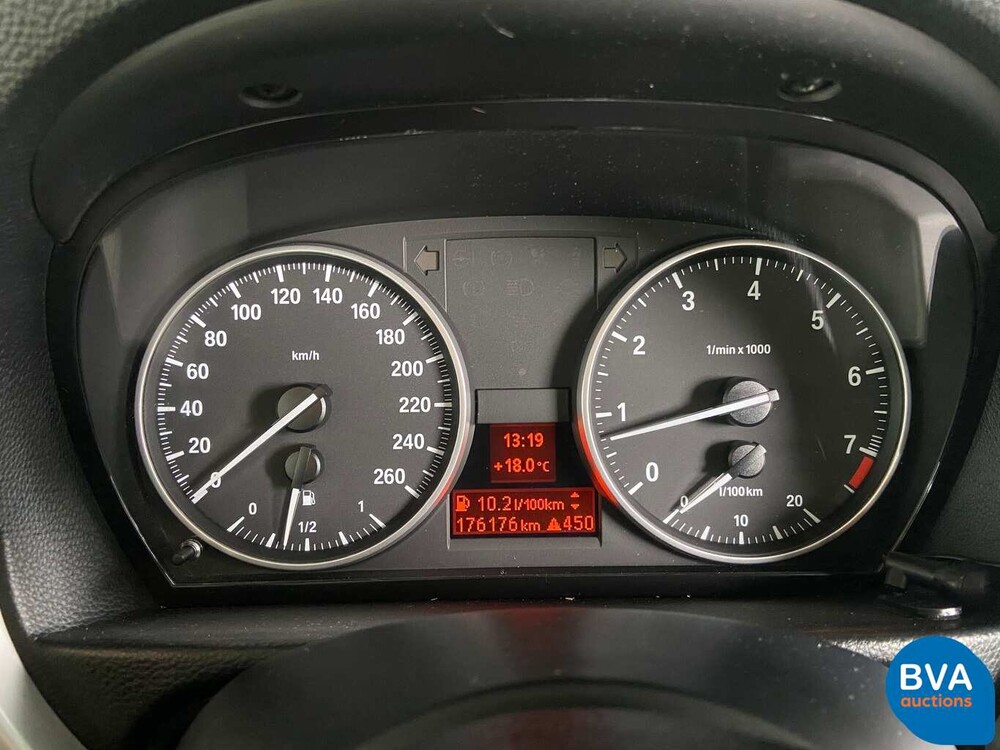 0 20 40 60 80 100 120 140 160 180 200 220 240 260
km/h
0 1/2 1
13:19
+18.0°C
10.2 l/100km
176176 km 450
0 1 2 3 4 5 6 7
1/min x 1000
l/100km
0 10 20
BVA
auctions